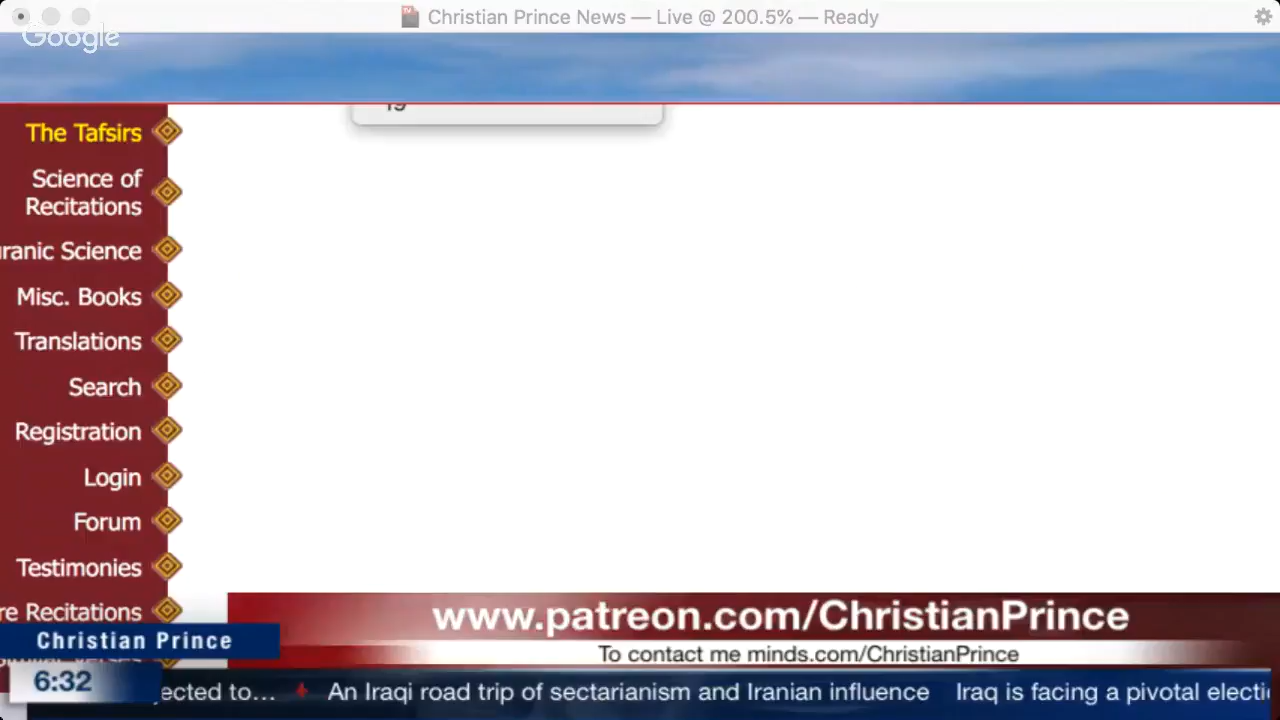 Christian Prince News — Live @ 200.5% — Ready
Google
19
The Tafsirs
Science of
Recitations
uranic Science
Misc. Books
Translations
Search
Registration
Login
Forum
Testimonies
re Recitations
www.patreon.com/ChristianPrince
Christian Prince
To contact me minds.com/ChristianPrince
6:32
ected to... An Iraqi road trip of sectarianism and Iranian influence Iraq is facing a pivotal electi